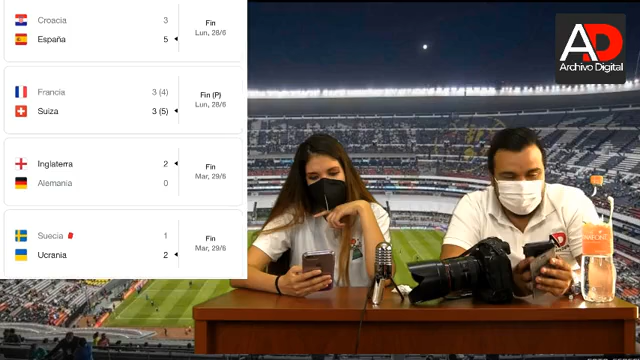 Croacia 3
Fin
España 5
Lun, 28/6
Francia 3 (4)
Fin (P)
Suiza 3 (5)
Lun, 28/6
Inglaterra 2
Fin
Alemania 0
Mar, 29/6
Suecia 1
Fin
Ucrania 2
Mar, 29/6
AD
Archivo Digital